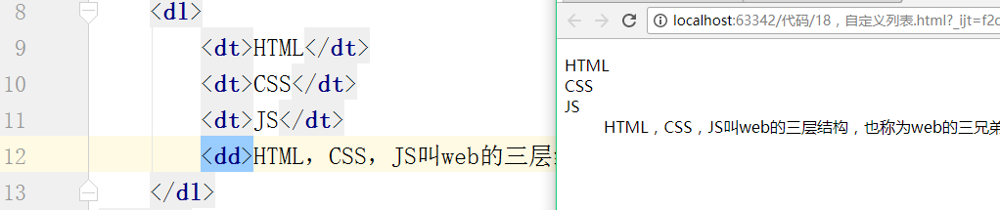 8 <dl>
9 <dt>HTML</dt>
10 <dt>CSS</dt>
11 <dt>JS</dt>
12 <dd>HTML，CSS，JS叫web的三层
13 </dl>
localhost:63342/代码/18，自定义列表.html?_ijt=f2c
HTML
CSS
JS
HTML，CSS，JS叫web的三层结构，也称为web的三兄弟